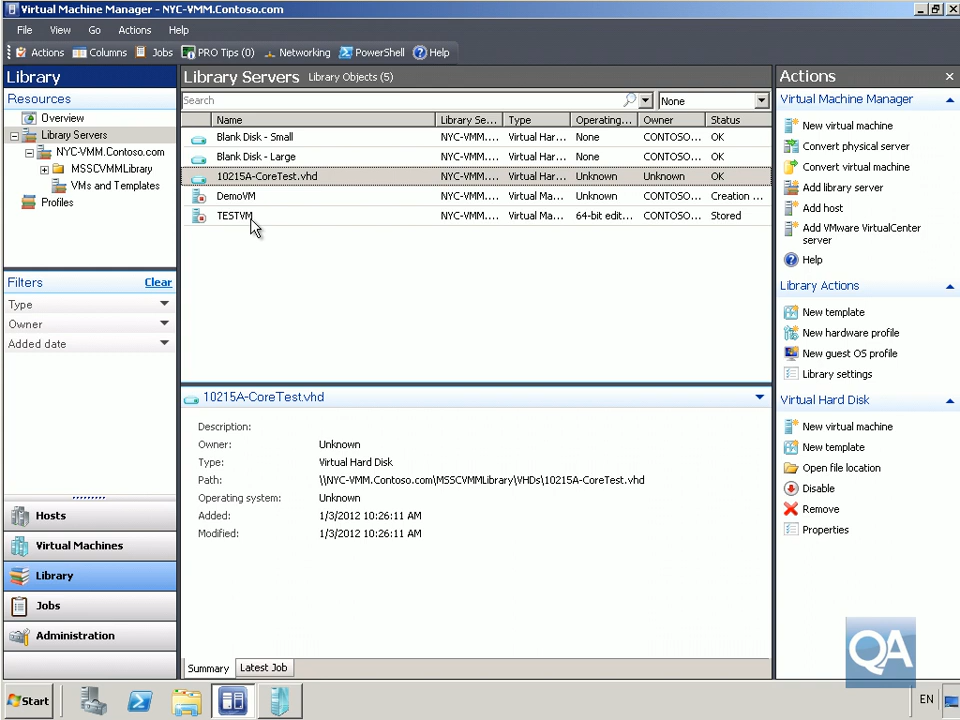 Virtual Machine Manager - NYC-VMM.Contoso.com
File View Go Actions Help
Actions Columns Jobs PRO Tips (0) Networking PowerShell Help
Library
Resources
Overview
Library Servers
NYC-VMM.Contoso.com
MSSCVMMLibrary
VMs and Templates
Profiles
Filters Clear
Type
Owner
Added date
Hosts
Virtual Machines
Library
Jobs
Administration
Library Servers Library Objects (5)
Search None
Name Library Se... Type Operating... Owner Status
Blank Disk - Small NYC-VMM.... Virtual Har... None CONTOSO... OK
Blank Disk - Large NYC-VMM.... Virtual Har... None CONTOSO... OK
10215A-CoreTest.vhd NYC-VMM.... Virtual Har... Unknown Unknown OK
DemoVM NYC-VMM.... Virtual Ma... Unknown CONTOSO... Creation ...
TESTVM NYC-VMM.... Virtual Ma... 64-bit edit... CONTOSO... Stored
10215A-CoreTest.vhd
Description:
Owner: Unknown
Type: Virtual Hard Disk
Path: \\NYC-VMM.Contoso.com\MSSCVMMLibrary\VHDs\10215A-CoreTest.vhd
Operating system: Unknown
Added: 1/3/2012 10:26:11 AM
Modified: 1/3/2012 10:26:11 AM
Summary Latest Job
Actions
Virtual Machine Manager
New virtual machine
Convert physical server
Convert virtual machine
Add library server
Add host
Add VMware VirtualCenter
server
Help
Library Actions
New template
New hardware profile
New guest OS profile
Library settings
Virtual Hard Disk
New virtual machine
New template
Open file location
Disable
Remove
Properties
QA
Start EN